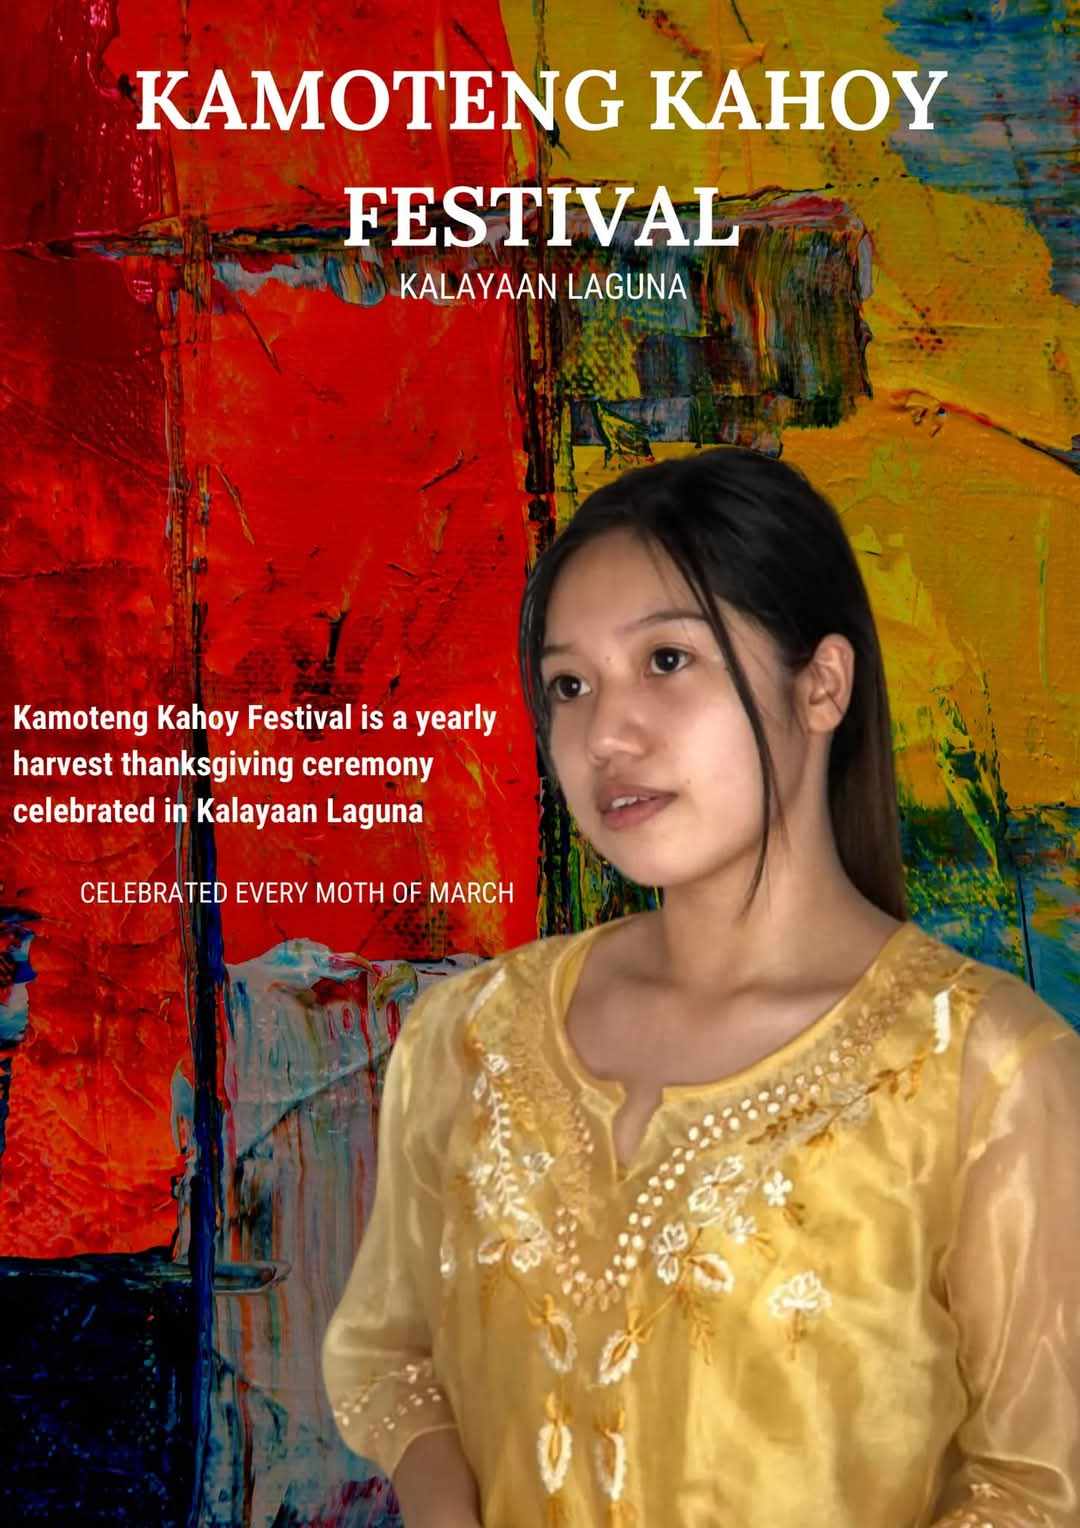 KAMOTENG KAHOY
FESTIVAL
KALAYAAN LAGUNA
Kamoteng Kahoy Festival is a yearly
harvest thanksgiving ceremony
celebrated in Kalayaan Laguna
CELEBRATED EVERY MOTH OF MARCH